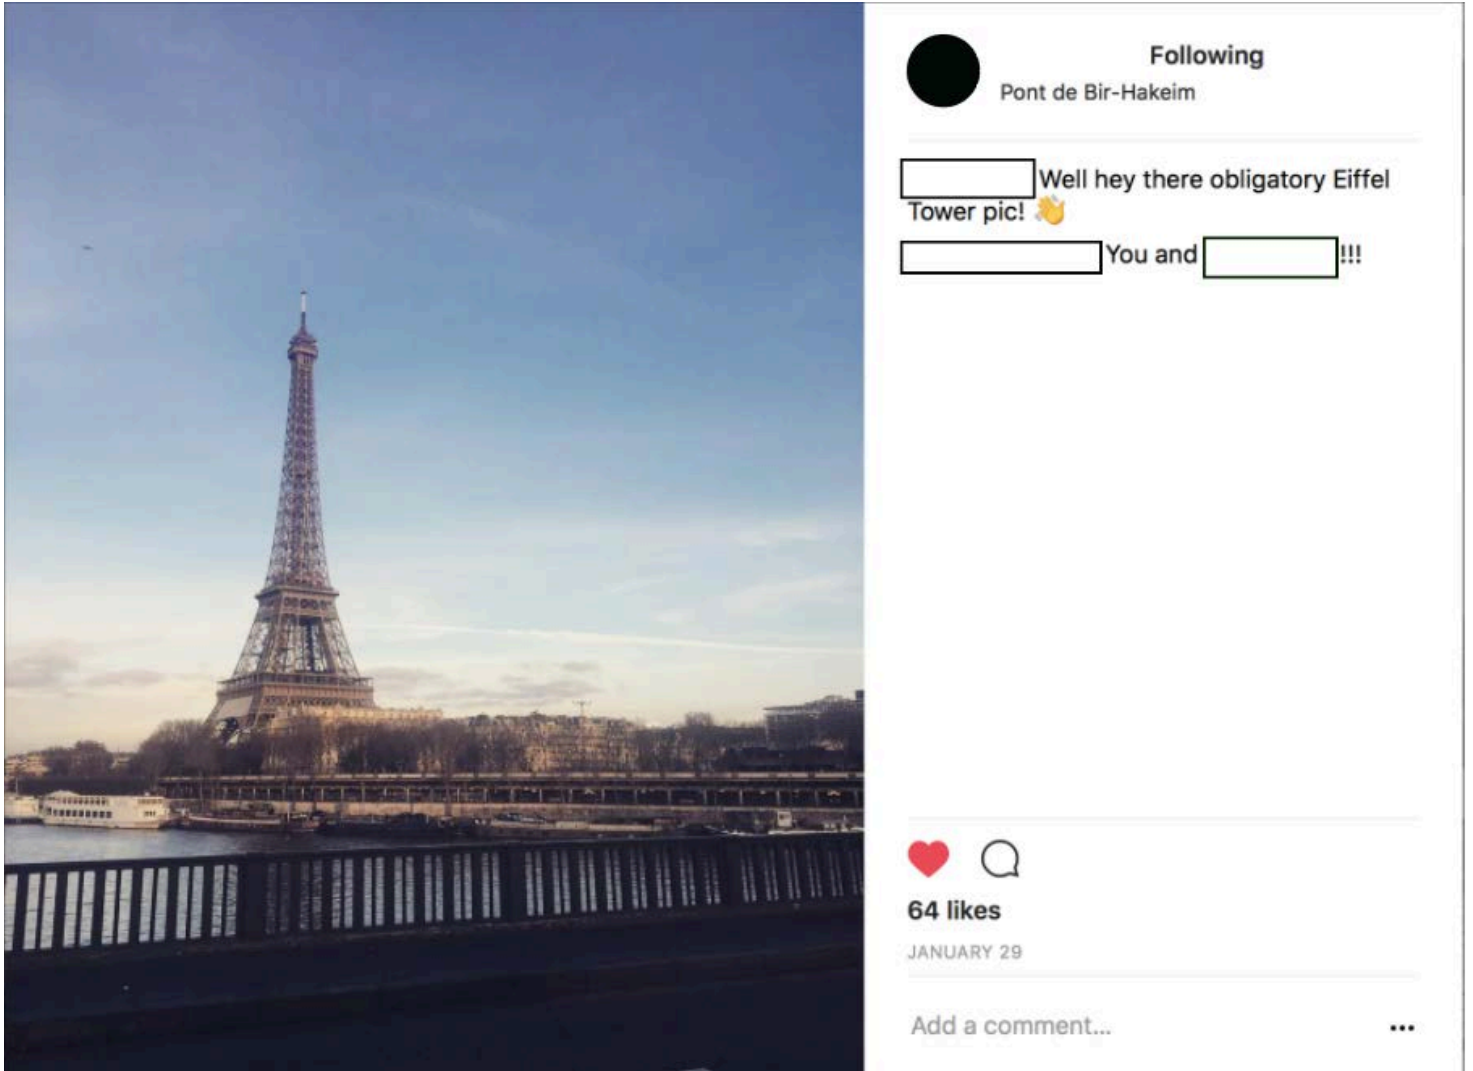 Following
Pont de Bir-Hakeim
Well hey there obligatory Eiffel
Tower pic! 👋
You and !!!
64 likes
JANUARY 29
Add a comment...